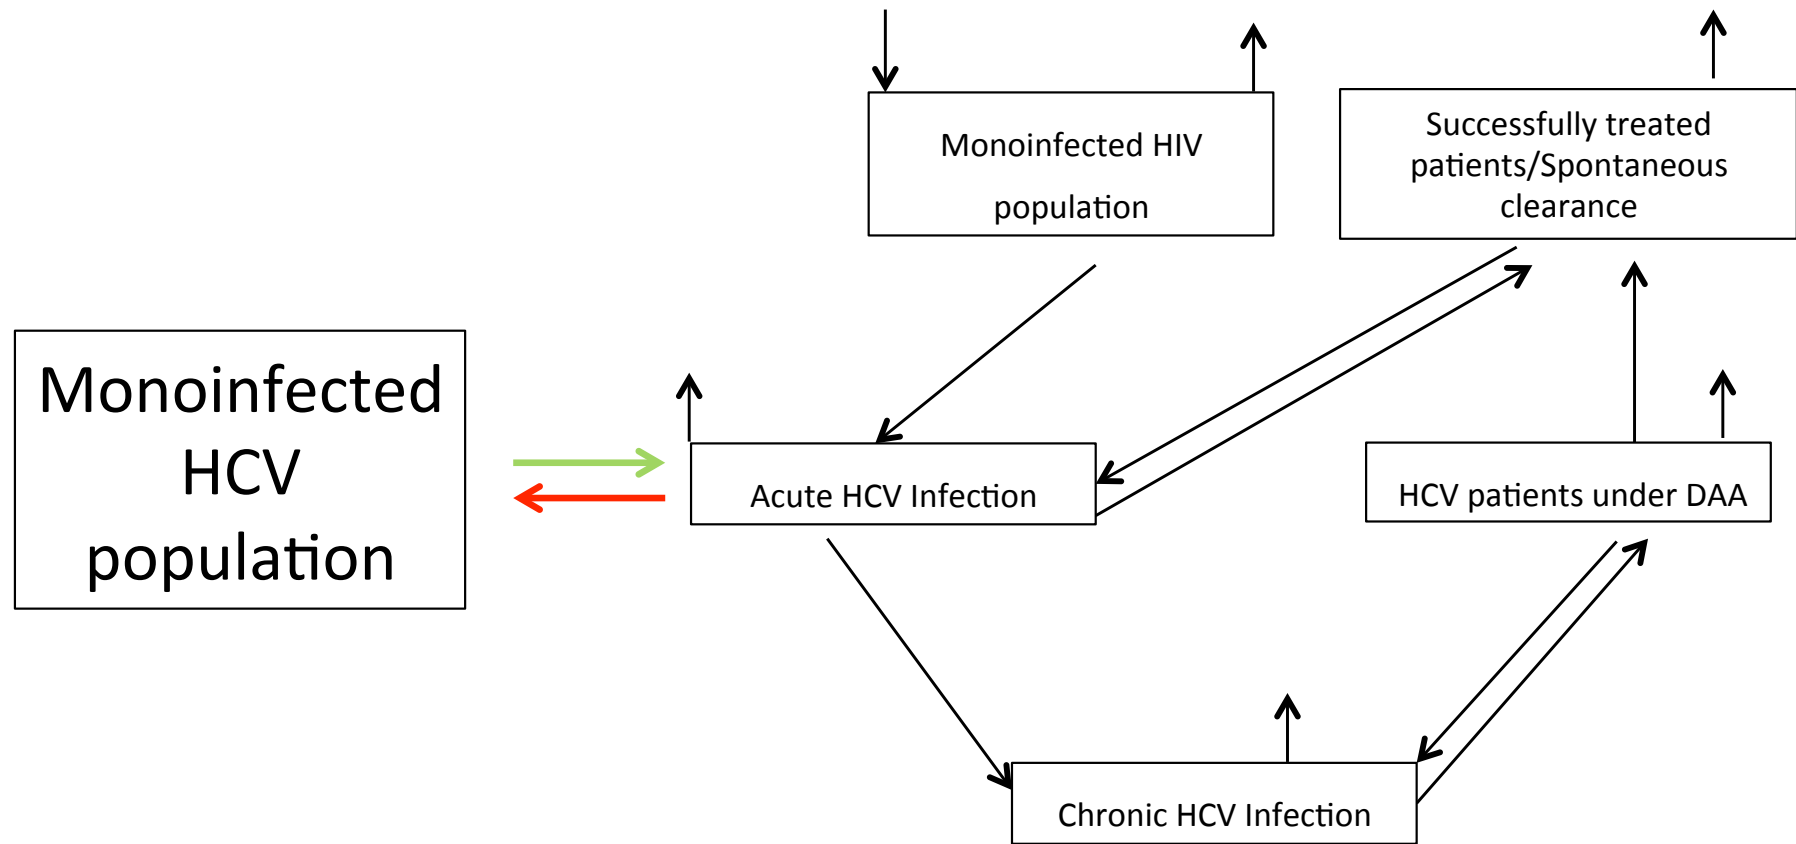 Monoinfected HIV
population
Successfully treated
patients/Spontaneous
clearance
Monoinfected
HCV
population
Acute HCV Infection
HCV patients under DAA
Chronic HCV Infection